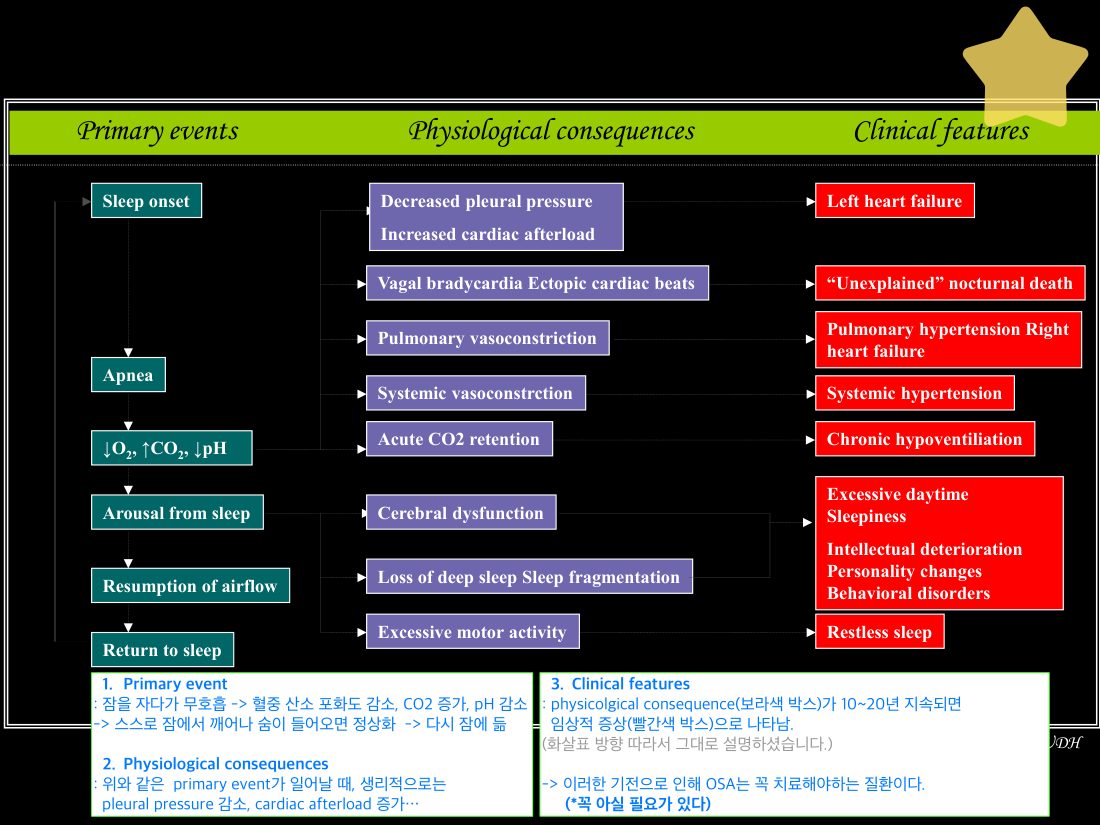 Primary events
Physiological consequences
Clinical features
Sleep onset
Apnea
↓O2, ↑CO2, ↓pH
Arousal from sleep
Resumption of airflow
Return to sleep
Decreased pleural pressure
Increased cardiac afterload
Vagal bradycardia Ectopic cardiac beats
Pulmonary vasoconstriction
Systemic vasoconstrction
Acute CO2 retention
Cerebral dysfunction
Loss of deep sleep Sleep fragmentation
Excessive motor activity
Left heart failure
“Unexplained” nocturnal death
Pulmonary hypertension Right
heart failure
Systemic hypertension
Chronic hypoventiliation
Excessive daytime
Sleepiness
Intellectual deterioration
Personality changes
Behavioral disorders
Restless sleep
1. Primary event
: 잠을 자다가 무호흡 -> 혈중 산소 포화도 감소, CO2 증가, pH 감소
-> 스스로 잠에서 깨어나 숨이 들어오면 정상화 -> 다시 잠에 듦
2. Physiological consequences
: 위와 같은 primary event가 일어날 때, 생리적으로는
pleural pressure 감소, cardiac afterload 증가…
3. Clinical features
: physicolgical consequence(보라색 박스)가 10~20년 지속되면
임상적 증상(빨간색 박스)으로 나타남.
(화살표 방향 따라서 그대로 설명하셨습니다.)
-> 이러한 기전으로 인해 OSA는 꼭 치료해야하는 질환이다.
(*꼭 아실 필요가 있다)